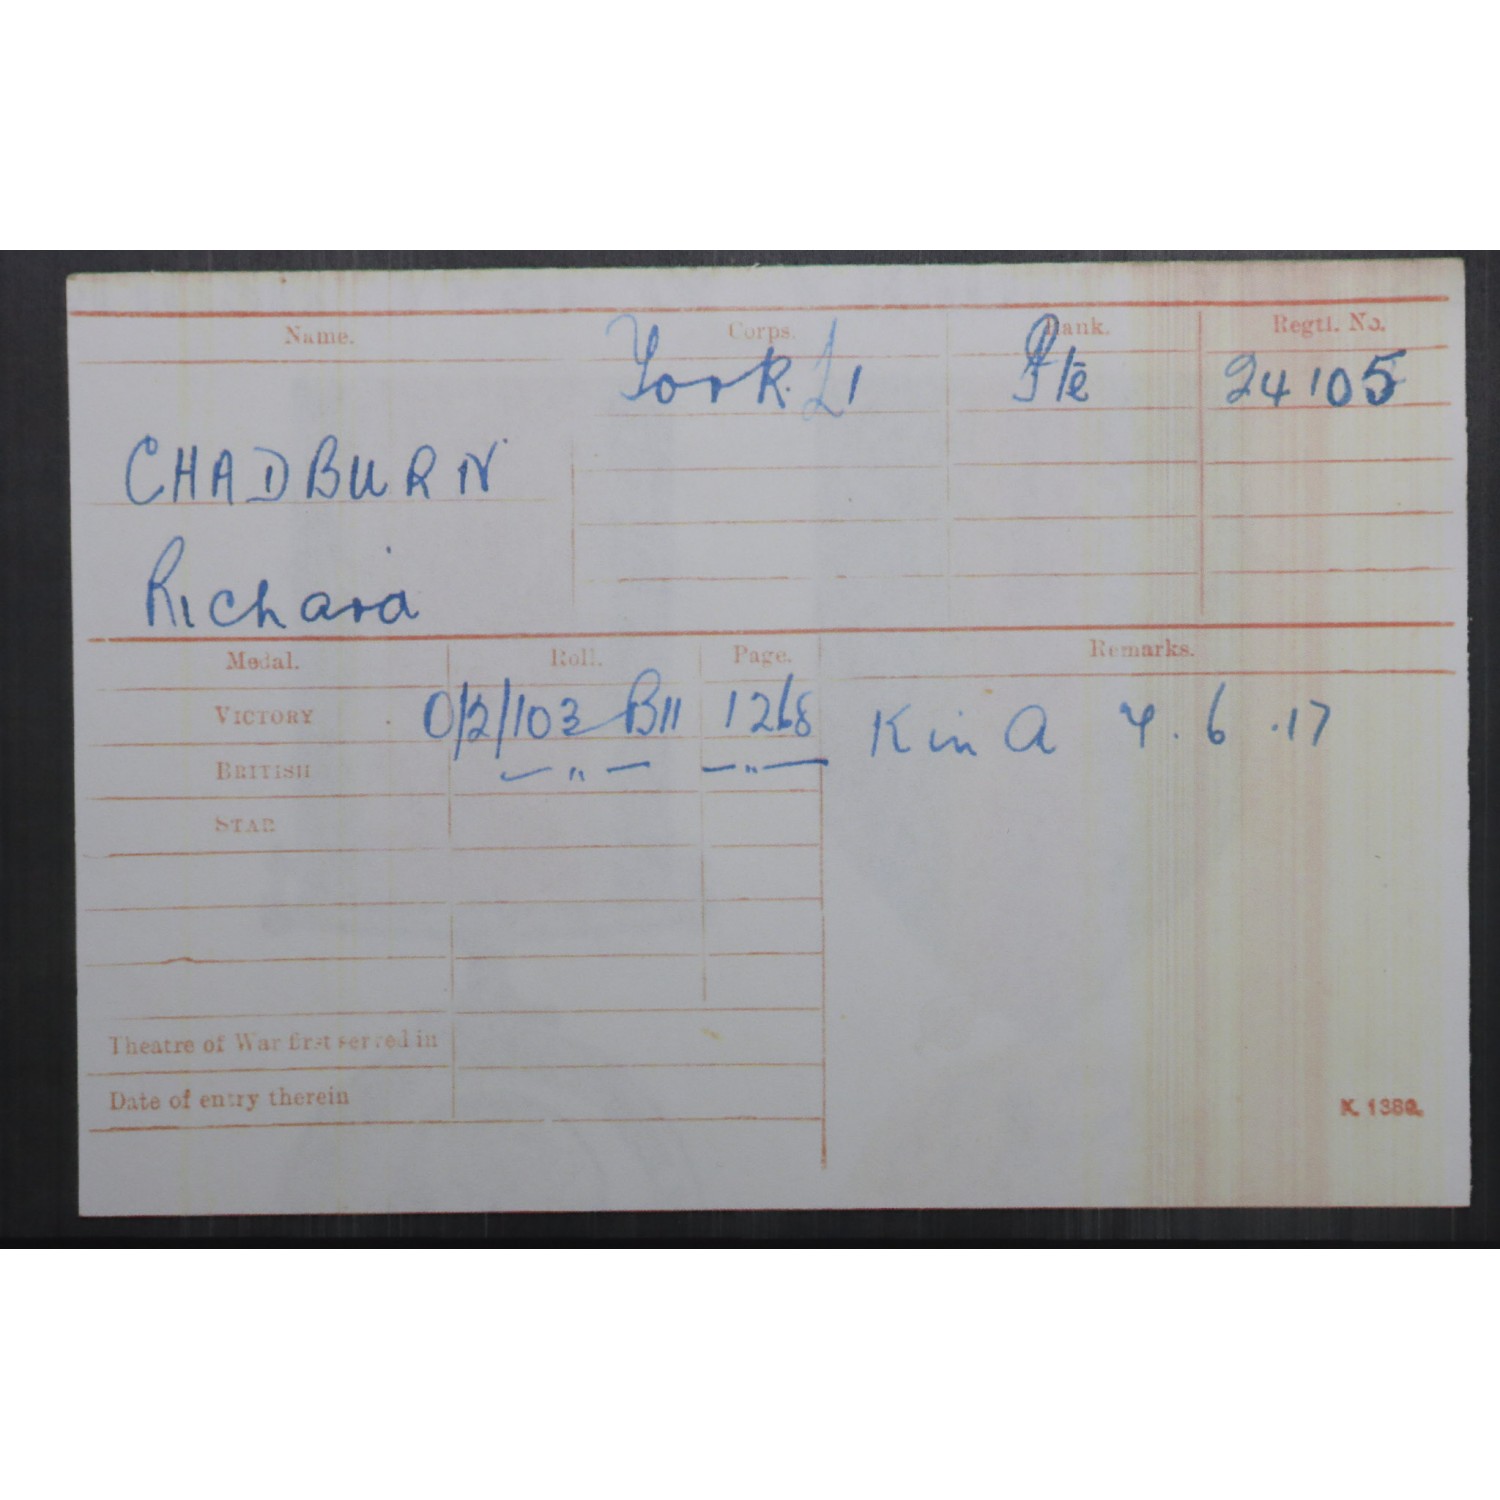 Name. Corps. Rank. Regtl. No.
York. L I Pte 24105
CHADBURN
Richard
Medal. Roll. Page. Remarks.
VICTORY O/2/103 B11 1268 K in A 7.6.17
BRITISH — " — — " —
STAR
Theatre of War first served in
Date of entry therein
K. 1380.